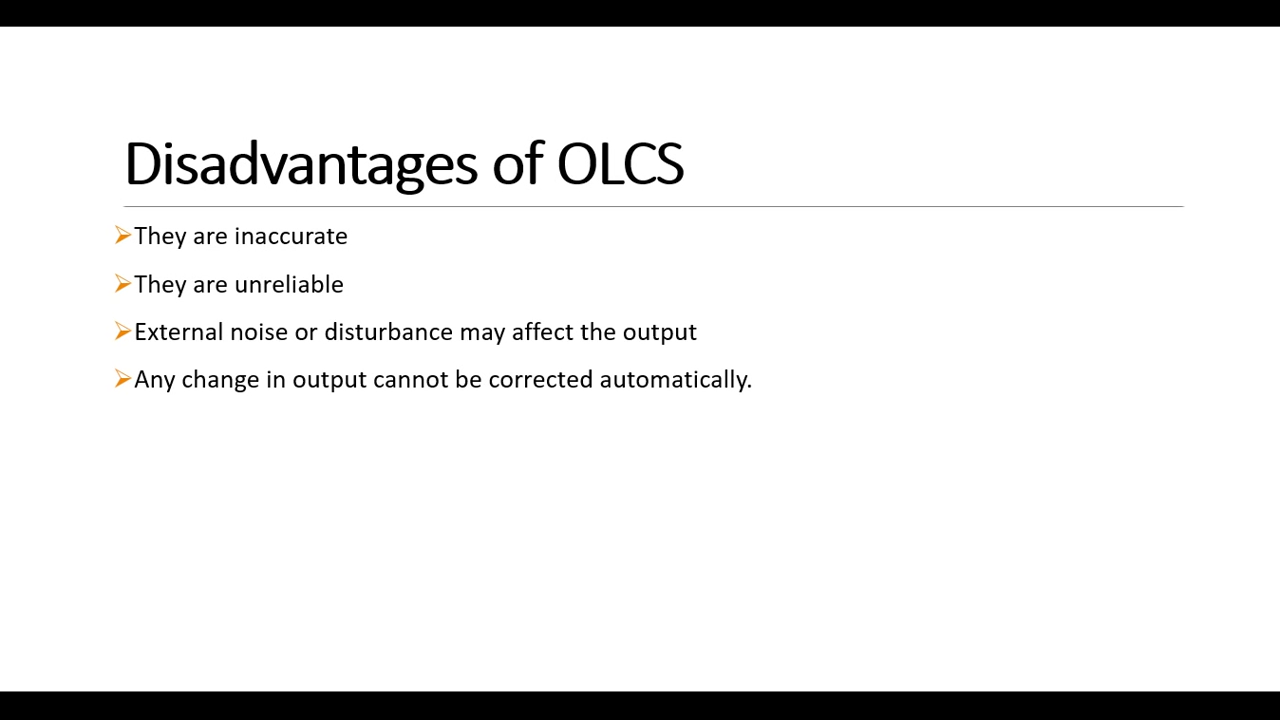 Disadvantages of OLCS
They are inaccurate
They are unreliable
External noise or disturbance may affect the output
Any change in output cannot be corrected automatically.